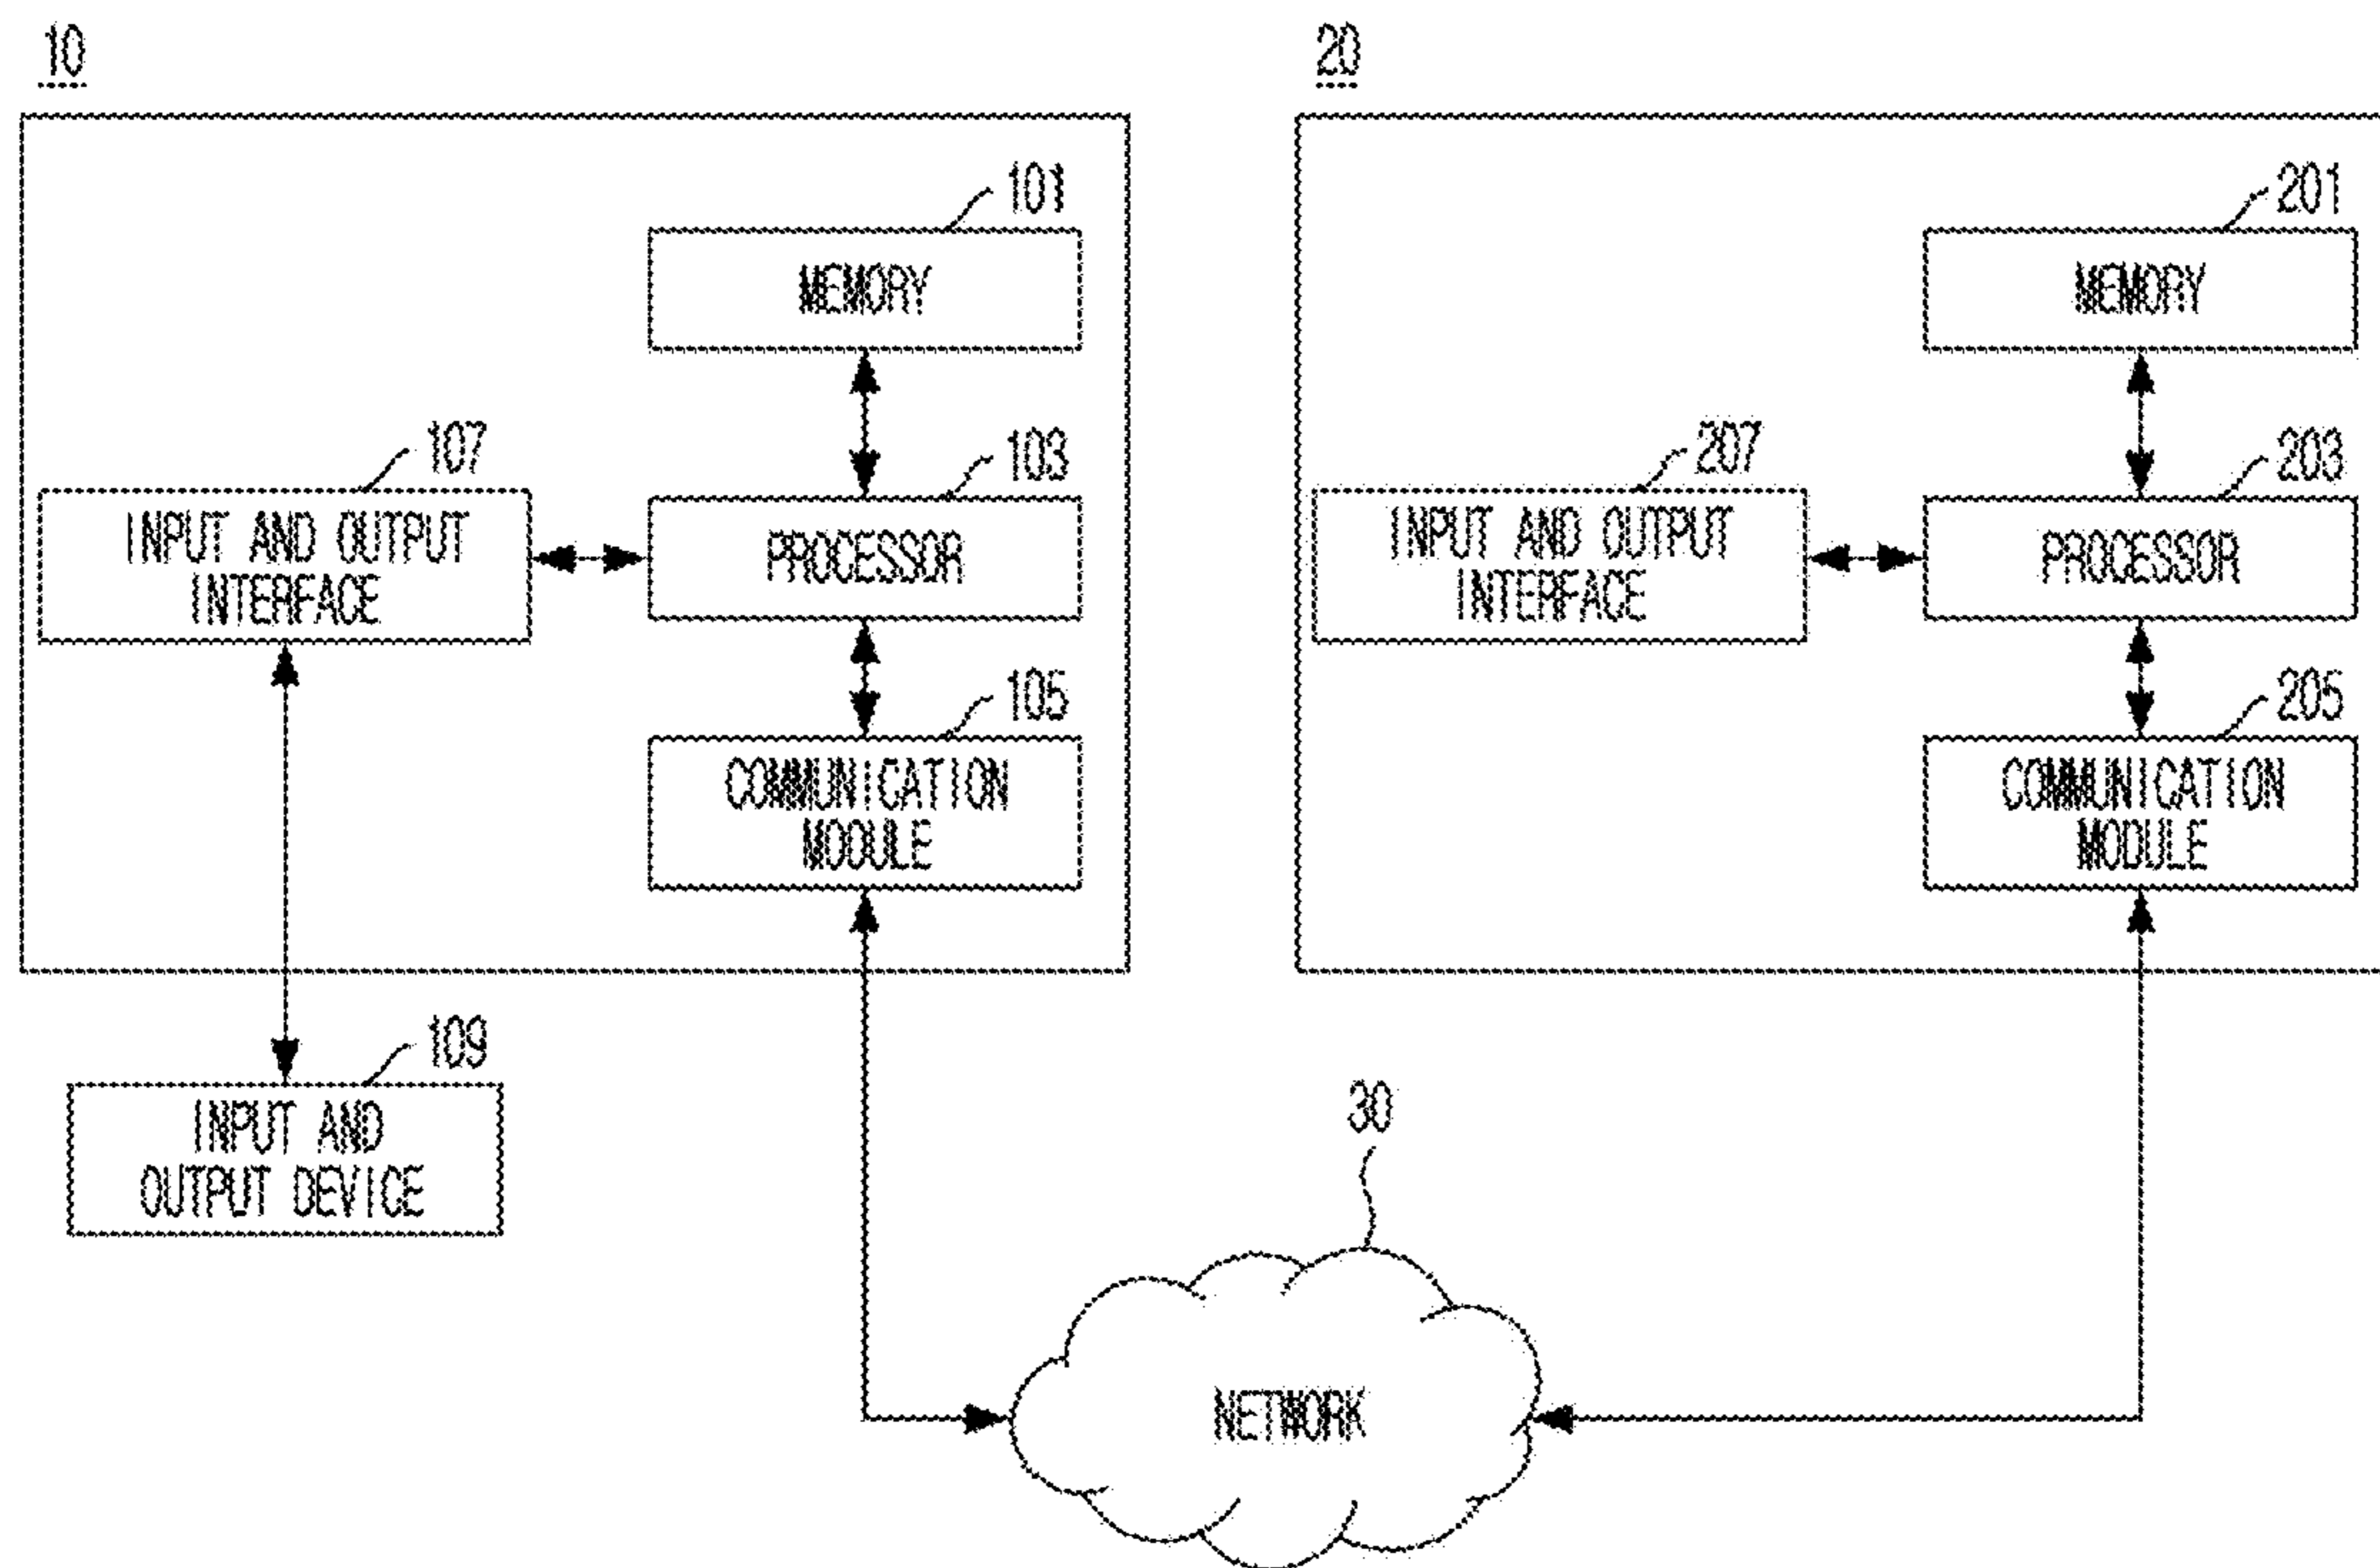 10
20
101
MEMORY
201
MEMORY
107
INPUT AND OUTPUT
INTERFACE
103
PROCESSOR
207
INPUT AND OUTPUT
INTERFACE
203
PROCESSOR
105
COMMUNICATION
MODULE
205
COMMUNICATION
MODULE
109
INPUT AND
OUTPUT DEVICE
30
NETWORK